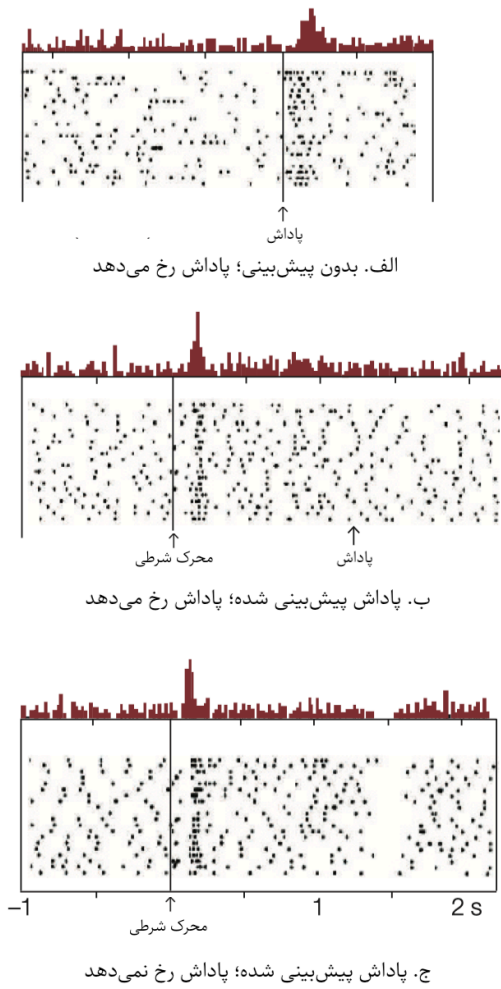 ↑
پاداش
الف. بدون پیش‌بینی؛ پاداش رخ می‌دهد
↑ ↑
محرک شرطی پاداش
ب. پاداش پیش‌بینی شده؛ پاداش رخ می‌دهد
–1 ↑ 1 2 s
محرک شرطی
ج. پاداش پیش‌بینی شده؛ پاداش رخ نمی‌دهد